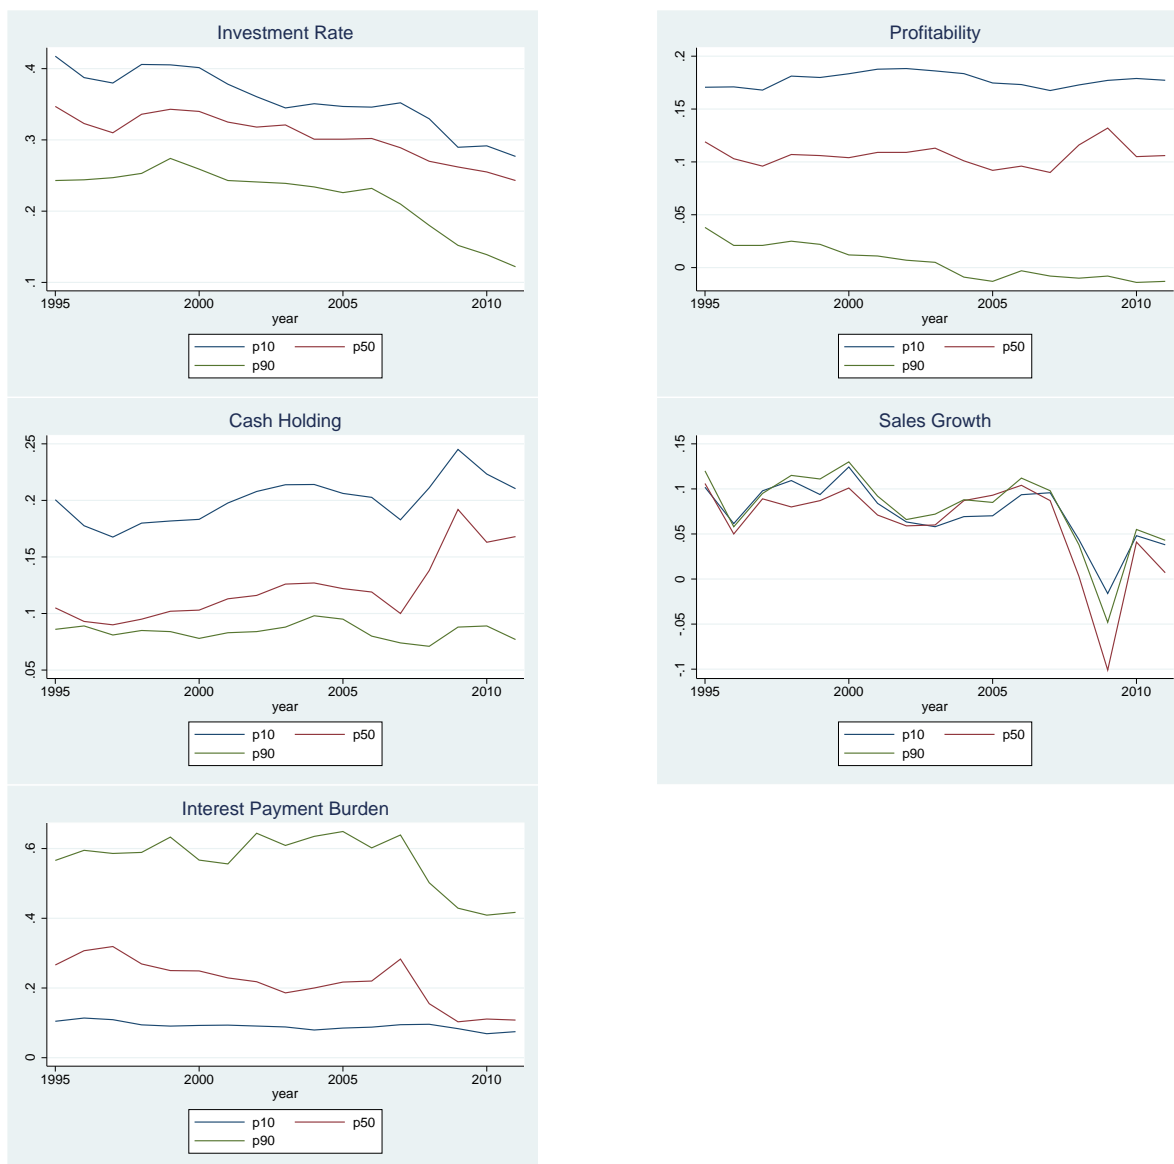 Investment Rate
.4
.3
.2
.1
1995 2000 2005 2010
year
p10 p50
p90
Profitability
.2
.15
.1
.05
0
1995 2000 2005 2010
year
p10 p50
p90
Cash Holding
.25
.2
.15
.1
.05
1995 2000 2005 2010
year
p10 p50
p90
Sales Growth
.15
.1
.05
0
-.05
-.1
1995 2000 2005 2010
year
p10 p50
p90
Interest Payment Burden
.6
.4
.2
0
1995 2000 2005 2010
year
p10 p50
p90